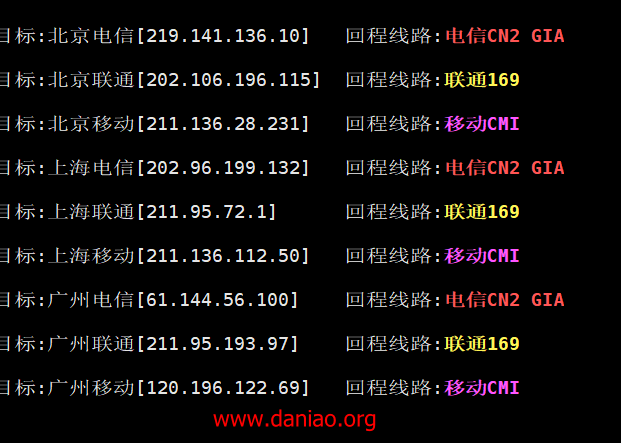 目标:北京电信[219.141.136.10] 回程线路:电信CN2 GIA
目标:北京联通[202.106.196.115] 回程线路:联通169
目标:北京移动[211.136.28.231] 回程线路:移动CMI
目标:上海电信[202.96.199.132] 回程线路:电信CN2 GIA
目标:上海联通[211.95.72.1] 回程线路:联通169
目标:上海移动[211.136.112.50] 回程线路:移动CMI
目标:广州电信[61.144.56.100] 回程线路:电信CN2 GIA
目标:广州联通[211.95.193.97] 回程线路:联通169
目标:广州移动[120.196.122.69] 回程线路:移动CMI
www.daniao.org